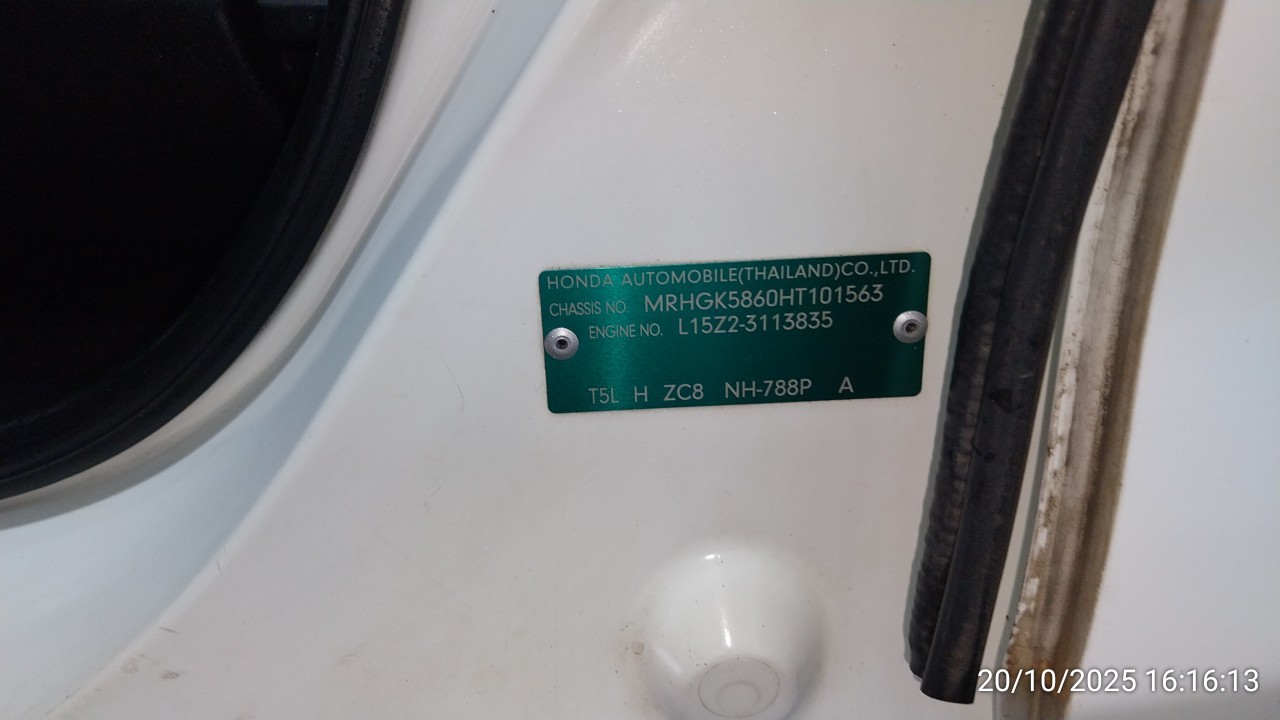 HONDA AUTOMOBILE(THAILAND)CO.,LTD.
CHASSIS NO. MRHGK5860HT101563
ENGINE NO. L15Z2-3113835
T5L H ZC8 NH-788P A
20/10/2025 16:16:13